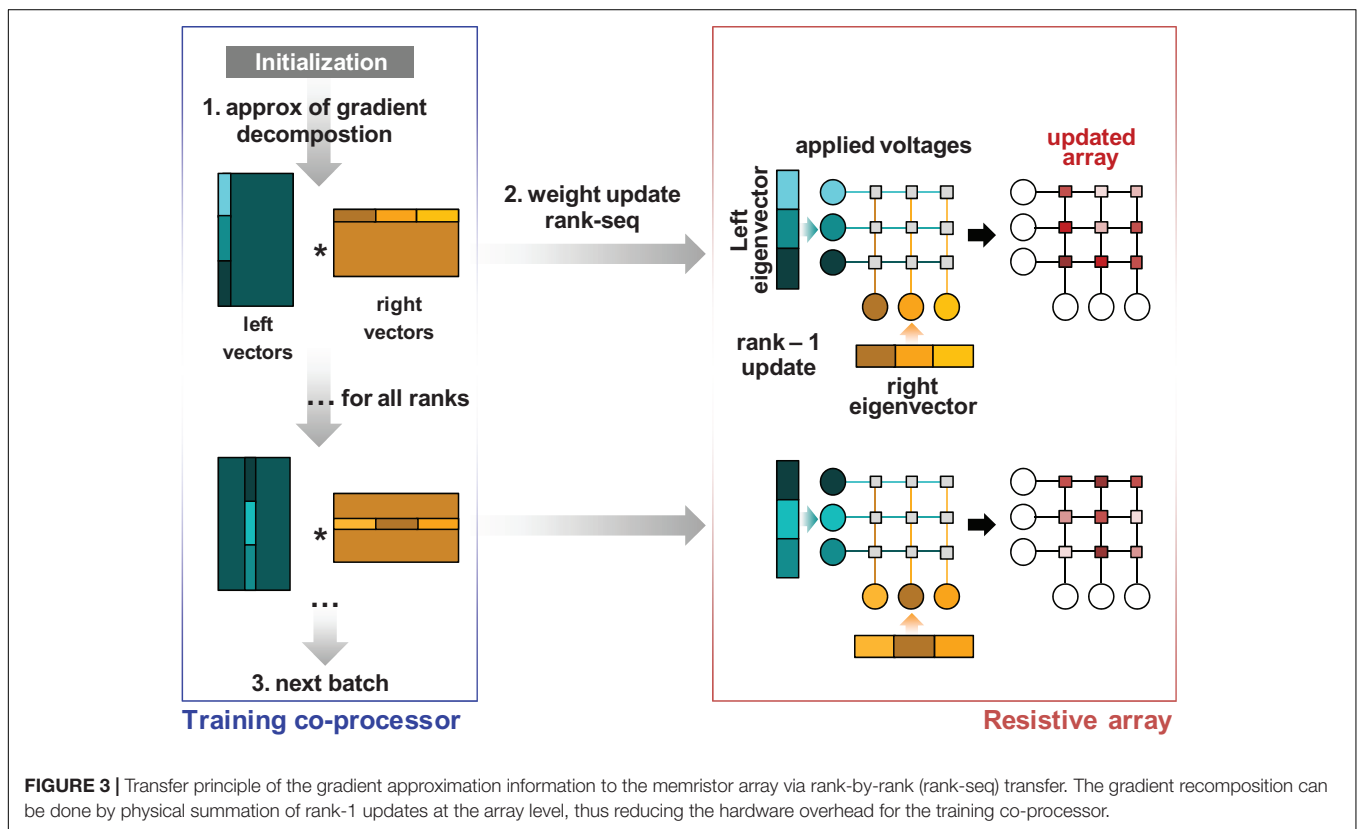 Initialization
1. approx of gradient
decompostion
*
left
vectors
right
vectors
... for all ranks
*
...
3. next batch
Training co-processor
2. weight update
rank-seq
applied voltages
updated
array
Left
eigenvector
rank – 1
update
right
eigenvector
Resistive array
FIGURE 3 | Transfer principle of the gradient approximation information to the memristor array via rank-by-rank (rank-seq) transfer. The gradient recomposition can
be done by physical summation of rank-1 updates at the array level, thus reducing the hardware overhead for the training co-processor.